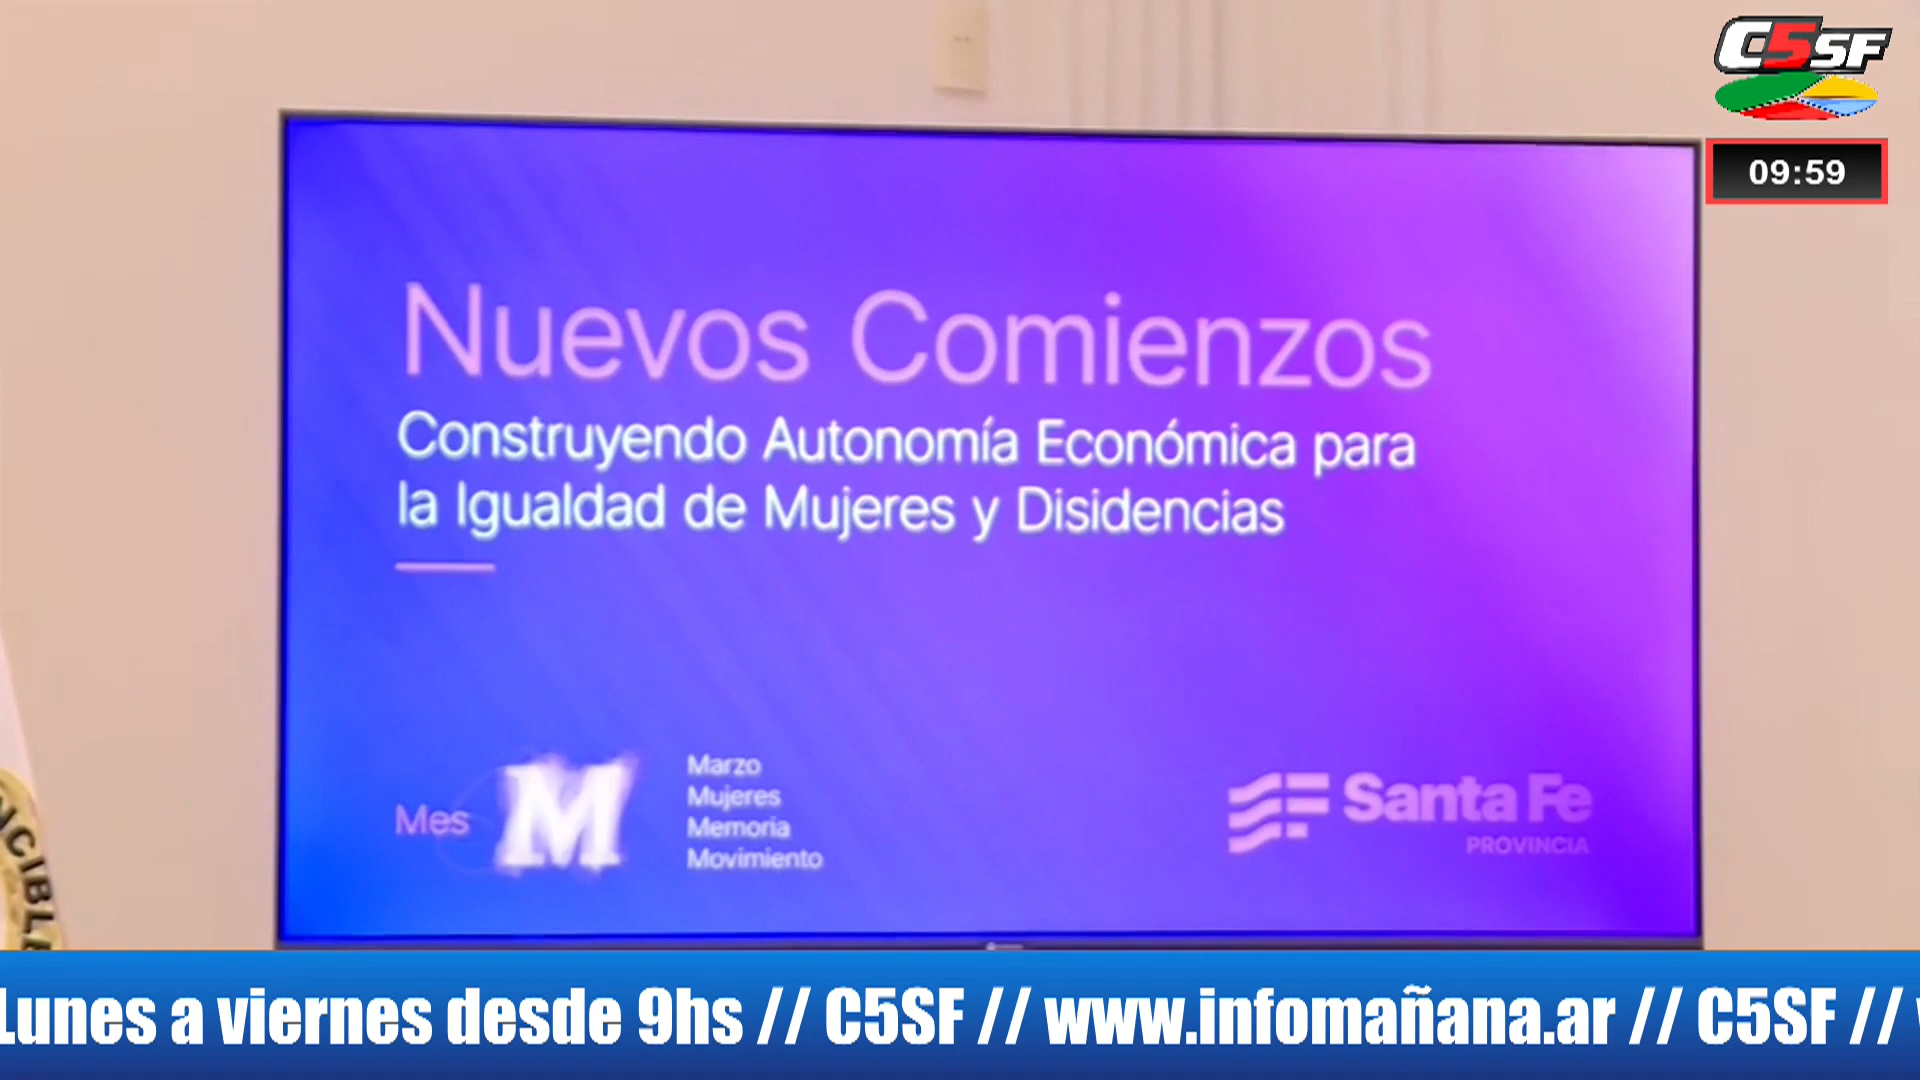 C5SF
09:59
Nuevos Comienzos
Construyendo Autonomía Económica para
la Igualdad de Mujeres y Disidencias
Mes M
Marzo
Mujeres
Memoria
Movimiento
Santa Fe
PROVINCIA
Lunes a viernes desde 9hs // C5SF // www.infomañana.ar // C5SF //